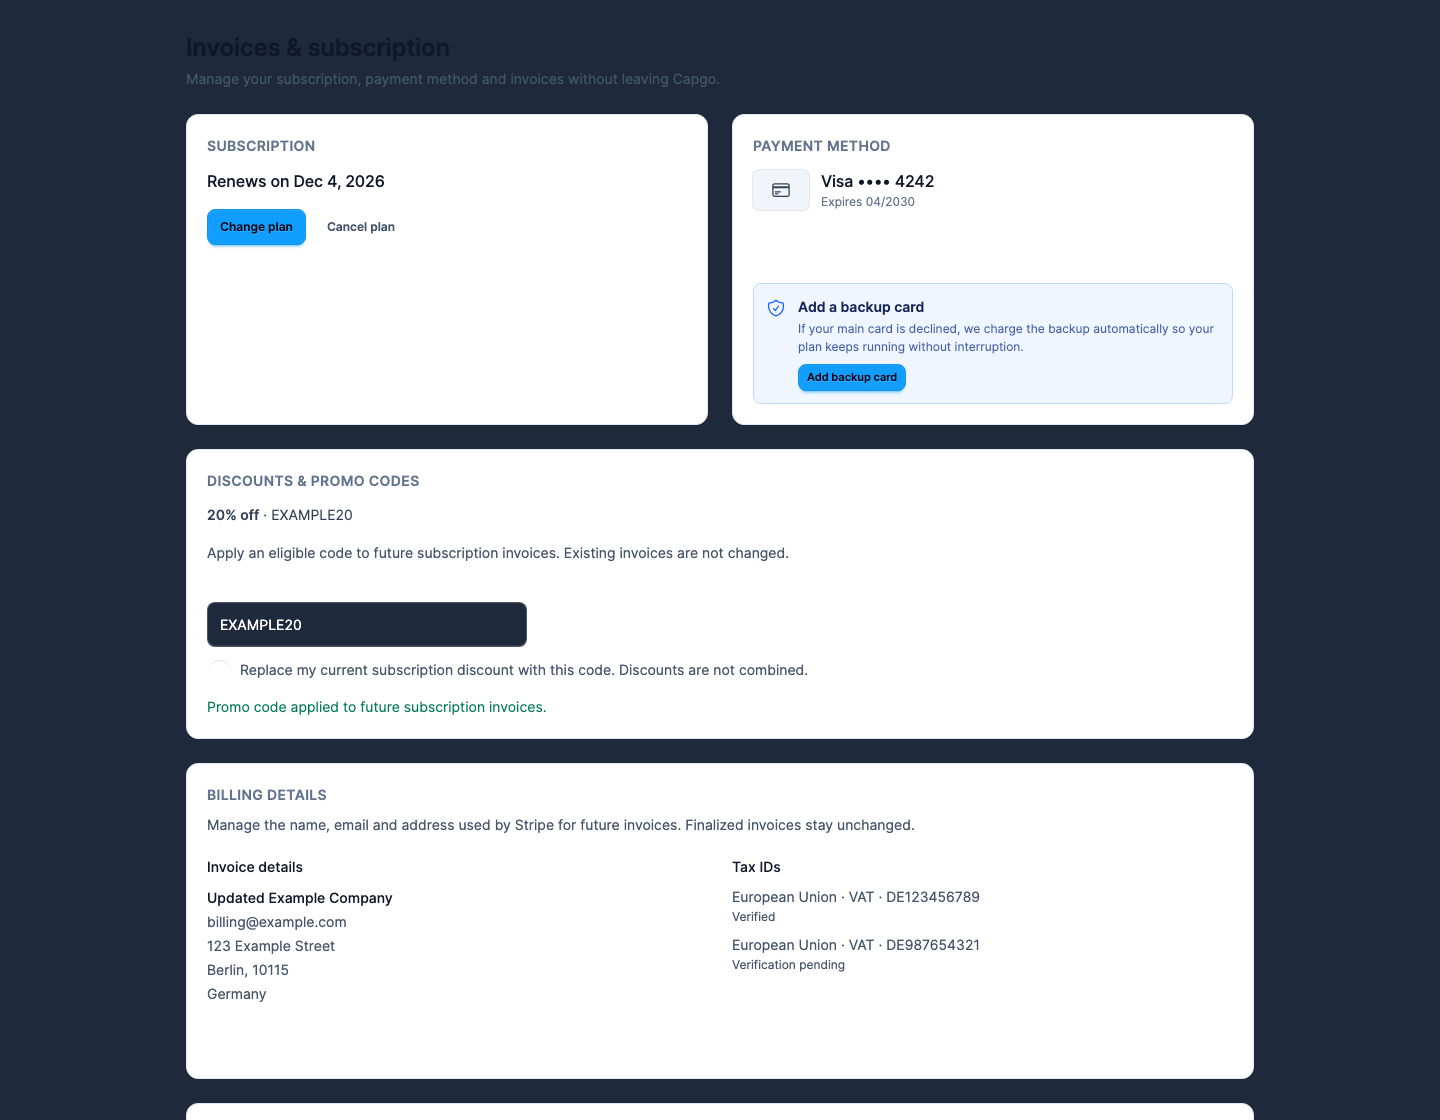 Invoices & subscription
Manage your subscription, payment method and invoices without leaving Capgo.
SUBSCRIPTION
Renews on Dec 4, 2026
Change plan
Cancel plan
PAYMENT METHOD
Visa •••• 4242
Expires 04/2030
Add a backup card
If your main card is declined, we charge the backup automatically so your
plan keeps running without interruption.
Add backup card
DISCOUNTS & PROMO CODES
20% off · EXAMPLE20
Apply an eligible code to future subscription invoices. Existing invoices are not changed.
EXAMPLE20
Replace my current subscription discount with this code. Discounts are not combined.
Promo code applied to future subscription invoices.
BILLING DETAILS
Manage the name, email and address used by Stripe for future invoices. Finalized invoices stay unchanged.
Invoice details
Updated Example Company
billing@example.com
123 Example Street
Berlin, 10115
Germany
Tax IDs
European Union · VAT · DE123456789
Verified
European Union · VAT · DE987654321
Verification pending